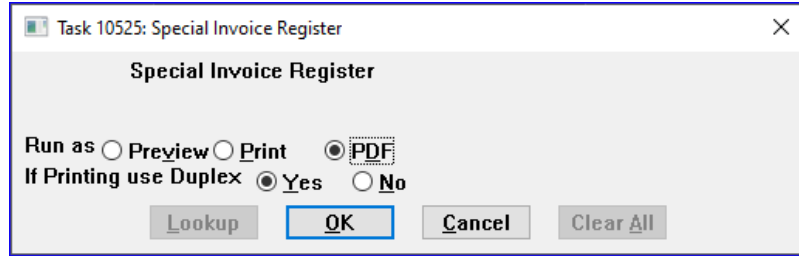 Task 10525: Special Invoice Register
Special Invoice Register
Run as Preview Print PDF
If Printing use Duplex Yes No
Lookup OK Cancel Clear All